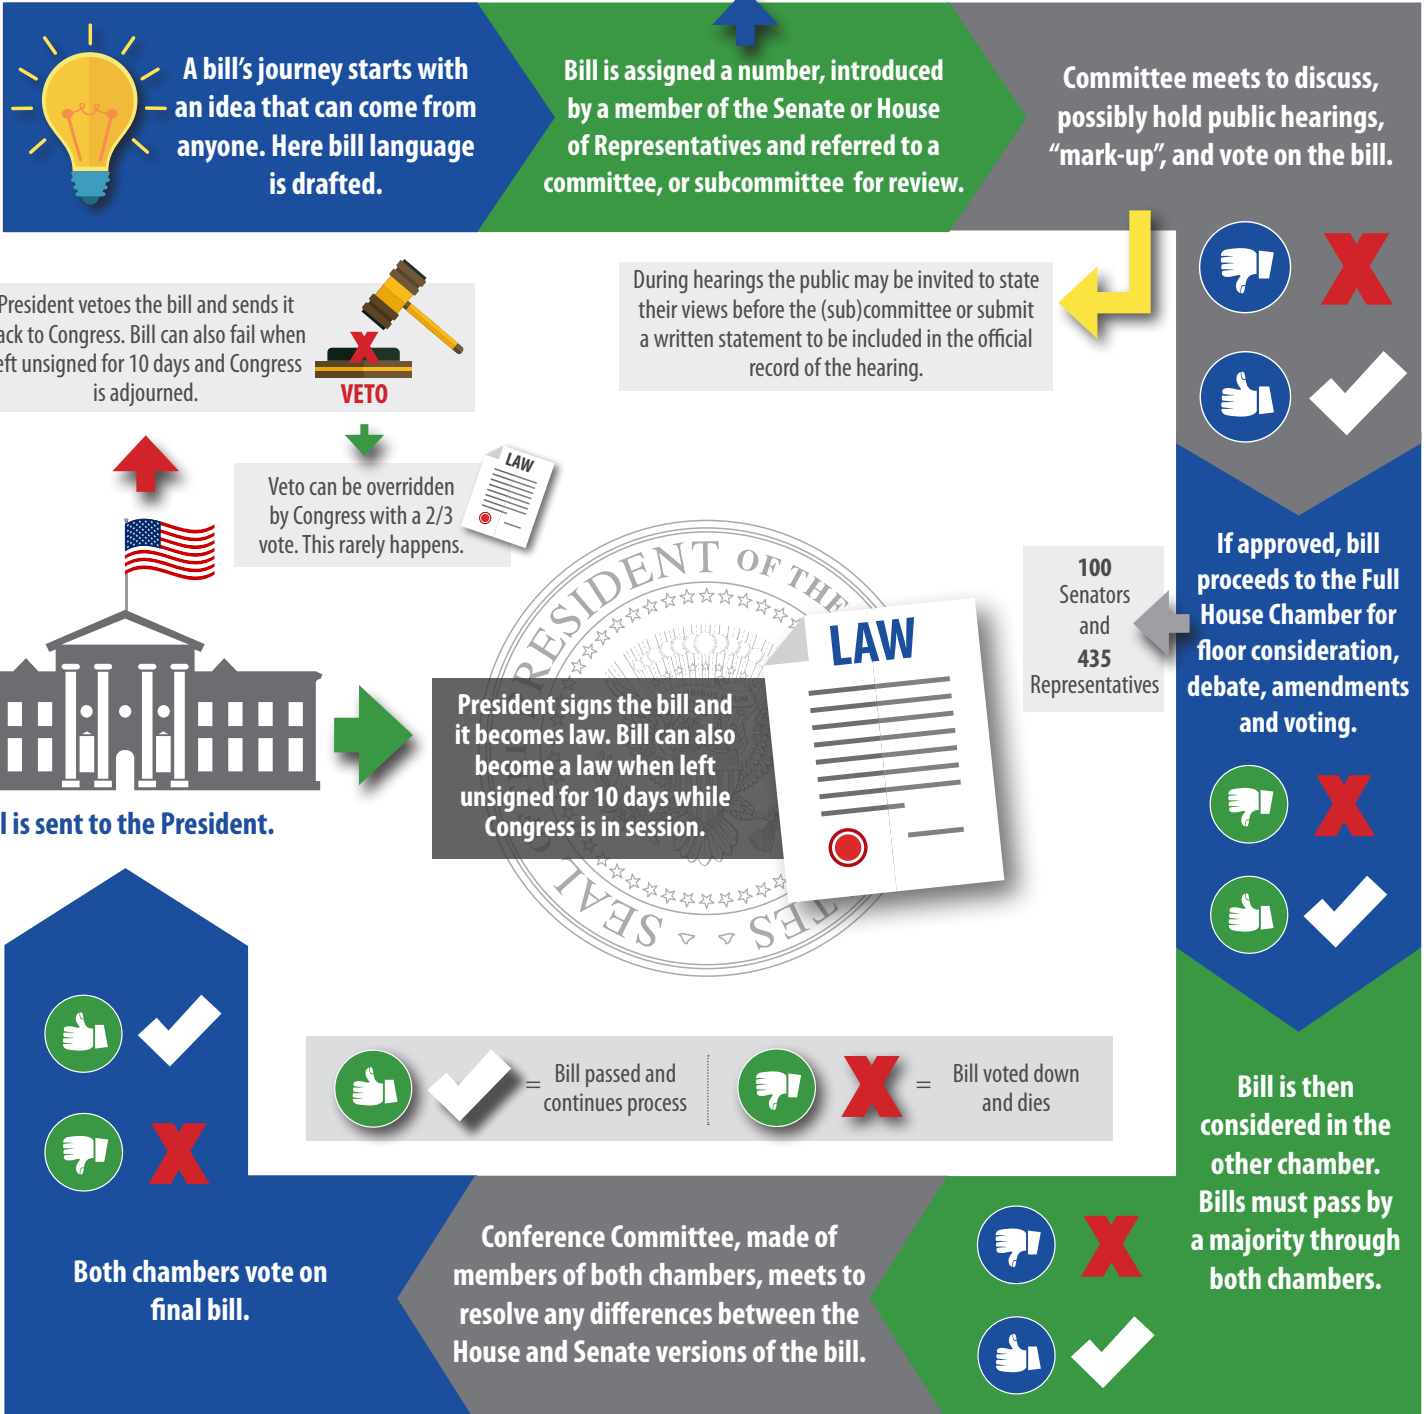 A bill's journey starts with
an idea that can come from
anyone. Here bill language
is drafted.
Bill is assigned a number, introduced
by a member of the Senate or House
of Representatives and referred to a
committee, or subcommittee for review.
Committee meets to discuss,
possibly hold public hearings,
"mark-up", and vote on the bill.
During hearings the public may be invited to state
their views before the (sub)committee or submit
a written statement to be included in the official
record of the hearing.
If approved, bill
proceeds to the Full
House Chamber for
floor consideration,
debate, amendments
and voting.
100
Senators
and
435
Representatives
Bill is then
considered in the
other chamber.
Bills must pass by
a majority through
both chambers.
Conference Committee, made of
members of both chambers, meets to
resolve any differences between the
House and Senate versions of the bill.
Both chambers vote on
final bill.
l is sent to the President.
President vetoes the bill and sends it
ack to Congress. Bill can also fail when
eft unsigned for 10 days and Congress
is adjourned.
X
VETO
Veto can be overridden
by Congress with a 2/3
vote. This rarely happens.
LAW
President signs the bill and
it becomes law. Bill can also
become a law when left
unsigned for 10 days while
Congress is in session.
LAW
SEAL
RESIDENT OF THE
TES
= Bill passed and
continues process
= Bill voted down
and dies